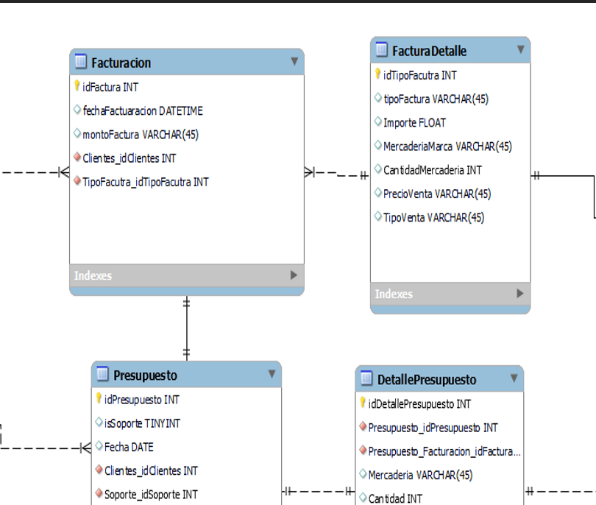 Facturacion
idFactura INT
fechaFactuaracion DATETIME
montoFactura VARCHAR(45)
Clientes_idClientes INT
TipoFacutra_idTipoFacutra INT
Indexes
FacturaDetalle
idTipoFacutra INT
tipoFactura VARCHAR(45)
Importe FLOAT
MercaderiaMarca VARCHAR(45)
CantidadMercaderia INT
PrecioVenta VARCHAR(45)
TipoVenta VARCHAR(45)
Indexes
Presupuesto
idPresupuesto INT
isSoporte TINYINT
Fecha DATE
Clientes_idClientes INT
Soporte_idSoporte INT
DetallePresupuesto
idDetallePresupuesto INT
Presupuesto_idPresupuesto INT
Presupuesto_Facturacion_idFactura...
Mercaderia VARCHAR(45)
Cantidad INT